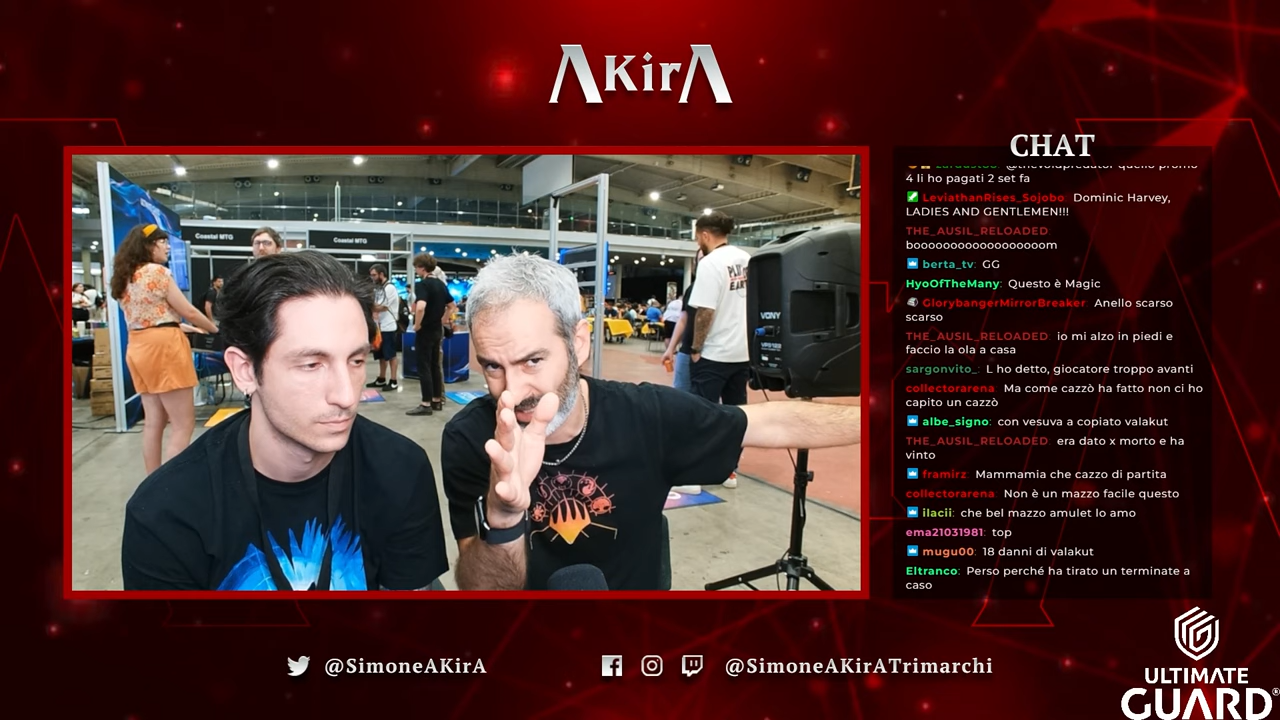 AKirA
CHAT
4 li ho pagati 2 set fa
LeviathanRises_Sojobo: Dominic Harvey,
LADIES AND GENTLEMEN!!!
THE_AUSIL_RELOADED
booooooooooooooooooom
berta_tv: GG
HyoOfTheMany: Questo è Magic
GlorybangerMirrorBreaker: Anello scarso
scarso
THE_AUSIL_RELOADED io mi alzo in piedi e
faccio la ola a casa
sargonvito_: L ho detto, giocatore troppo avanti
collectorarena: Ma come cazzò ha fatto non ci ho
capito un cazzò
albe_signo: con vesuva a copiato valakut
THE_AUSIL_RELOADED era dato x morto e ha
vinto
framirz: Mammamia che cazzo di partita
collectorarena: Non è un mazzo facile questo
ilacii: che bel mazzo amulet lo amo
ema21031981: top
mugu00: 18 danni di valakut
Eltranco: Perso perché ha tirato un terminate a
caso
Coastal MTG
Coastal MTG
VONY
@SimoneAKirA
@SimoneAKirATrimarchi
ULTIMATE
GUARD®